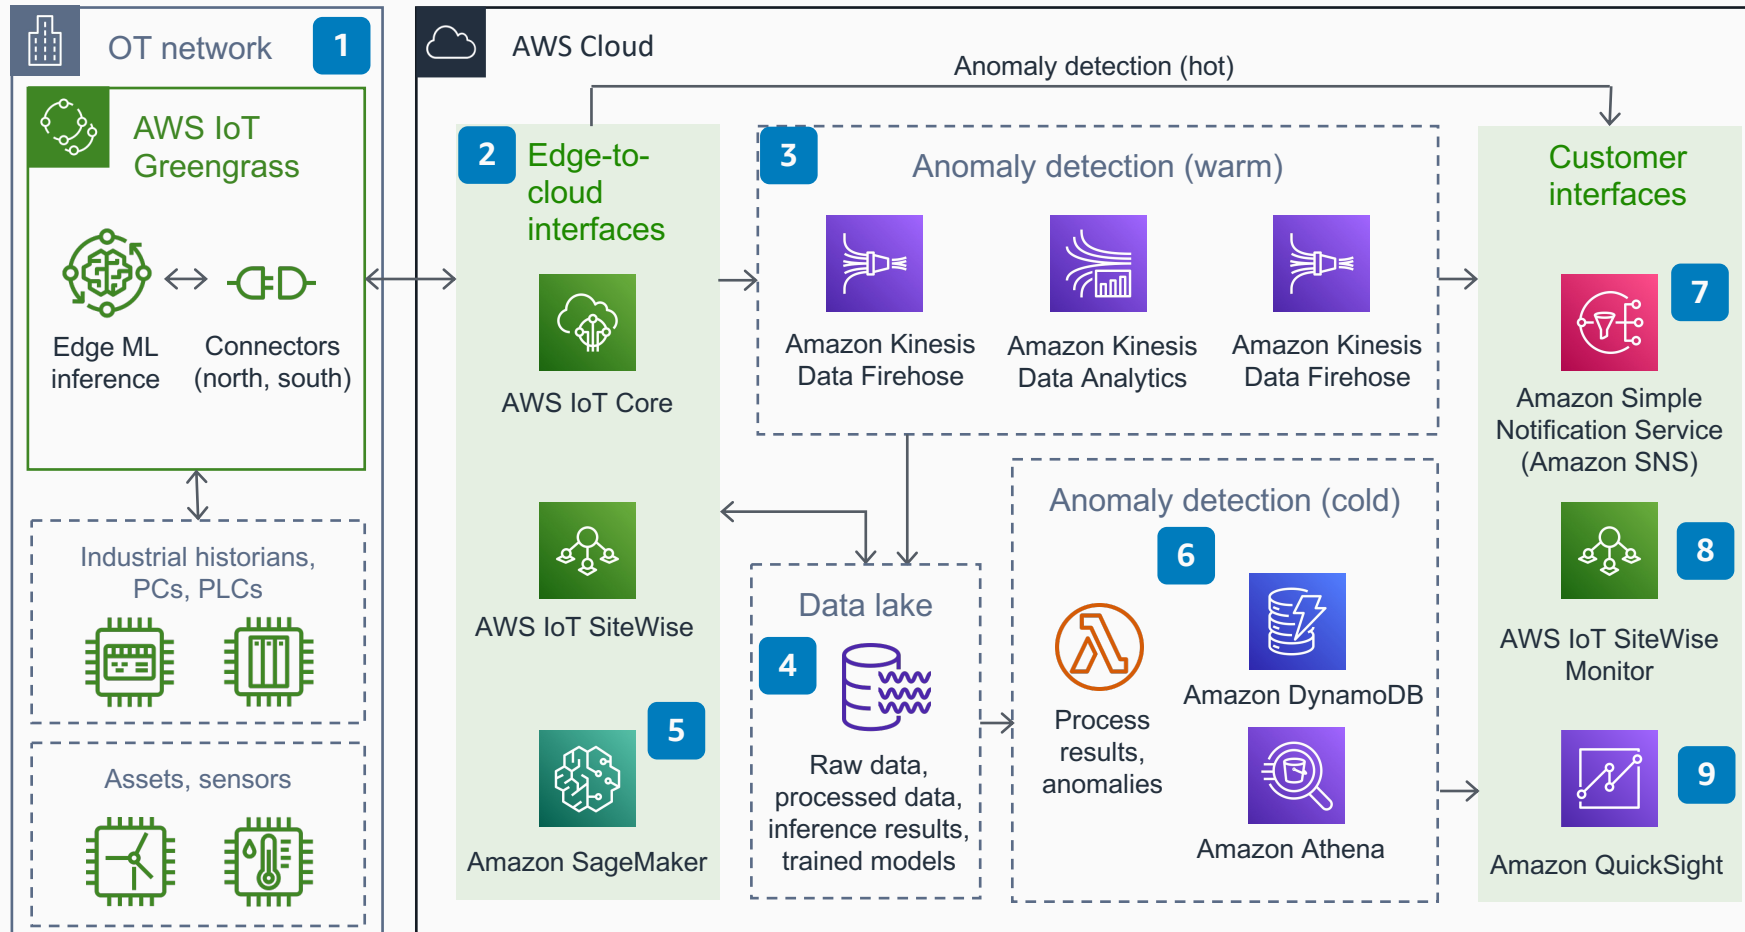 OT network
1
AWS IoT
Greengrass
Edge ML
inference
Connectors
(north, south)
Industrial historians,
PCs, PLCs
Assets, sensors
AWS Cloud
Anomaly detection (hot)
2
Edge-to-
cloud
interfaces
AWS IoT Core
AWS IoT SiteWise
5
Amazon SageMaker
3
Anomaly detection (warm)
Amazon Kinesis
Data Firehose
Amazon Kinesis
Data Analytics
Amazon Kinesis
Data Firehose
Data lake
4
Raw data,
processed data,
inference results,
trained models
Anomaly detection (cold)
6
Process
results,
anomalies
Amazon DynamoDB
Amazon Athena
Customer
interfaces
7
Amazon Simple
Notification Service
(Amazon SNS)
8
AWS IoT SiteWise
Monitor
9
Amazon QuickSight